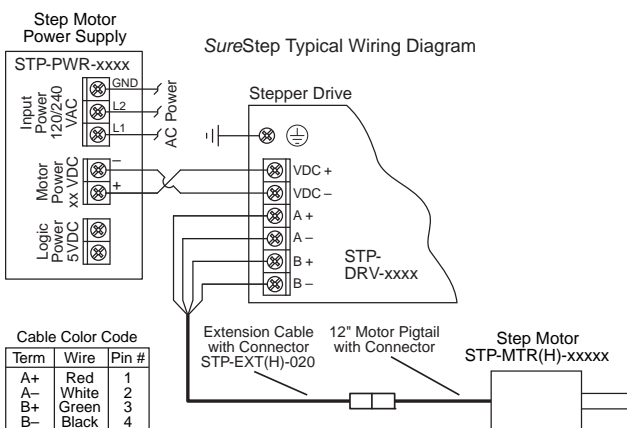 Step Motor
Power Supply
SureStep Typical Wiring Diagram
STP-PWR-xxxx
Input
Power
120/240
VAC
GND
L2
L1
AC Power
Motor
Power
xx VDC
–
+
Logic
Power
5VDC
Stepper Drive
VDC +
VDC –
A +
A –
B +
B –
STP-
DRV-xxxx
Cable Color Code
Term Wire Pin #
A+ Red 1
A– White 2
B+ Green 3
B– Black 4
Extension Cable
with Connector
STP-EXT(H)-020
12" Motor Pigtail
with Connector
Step Motor
STP-MTR(H)-xxxxx